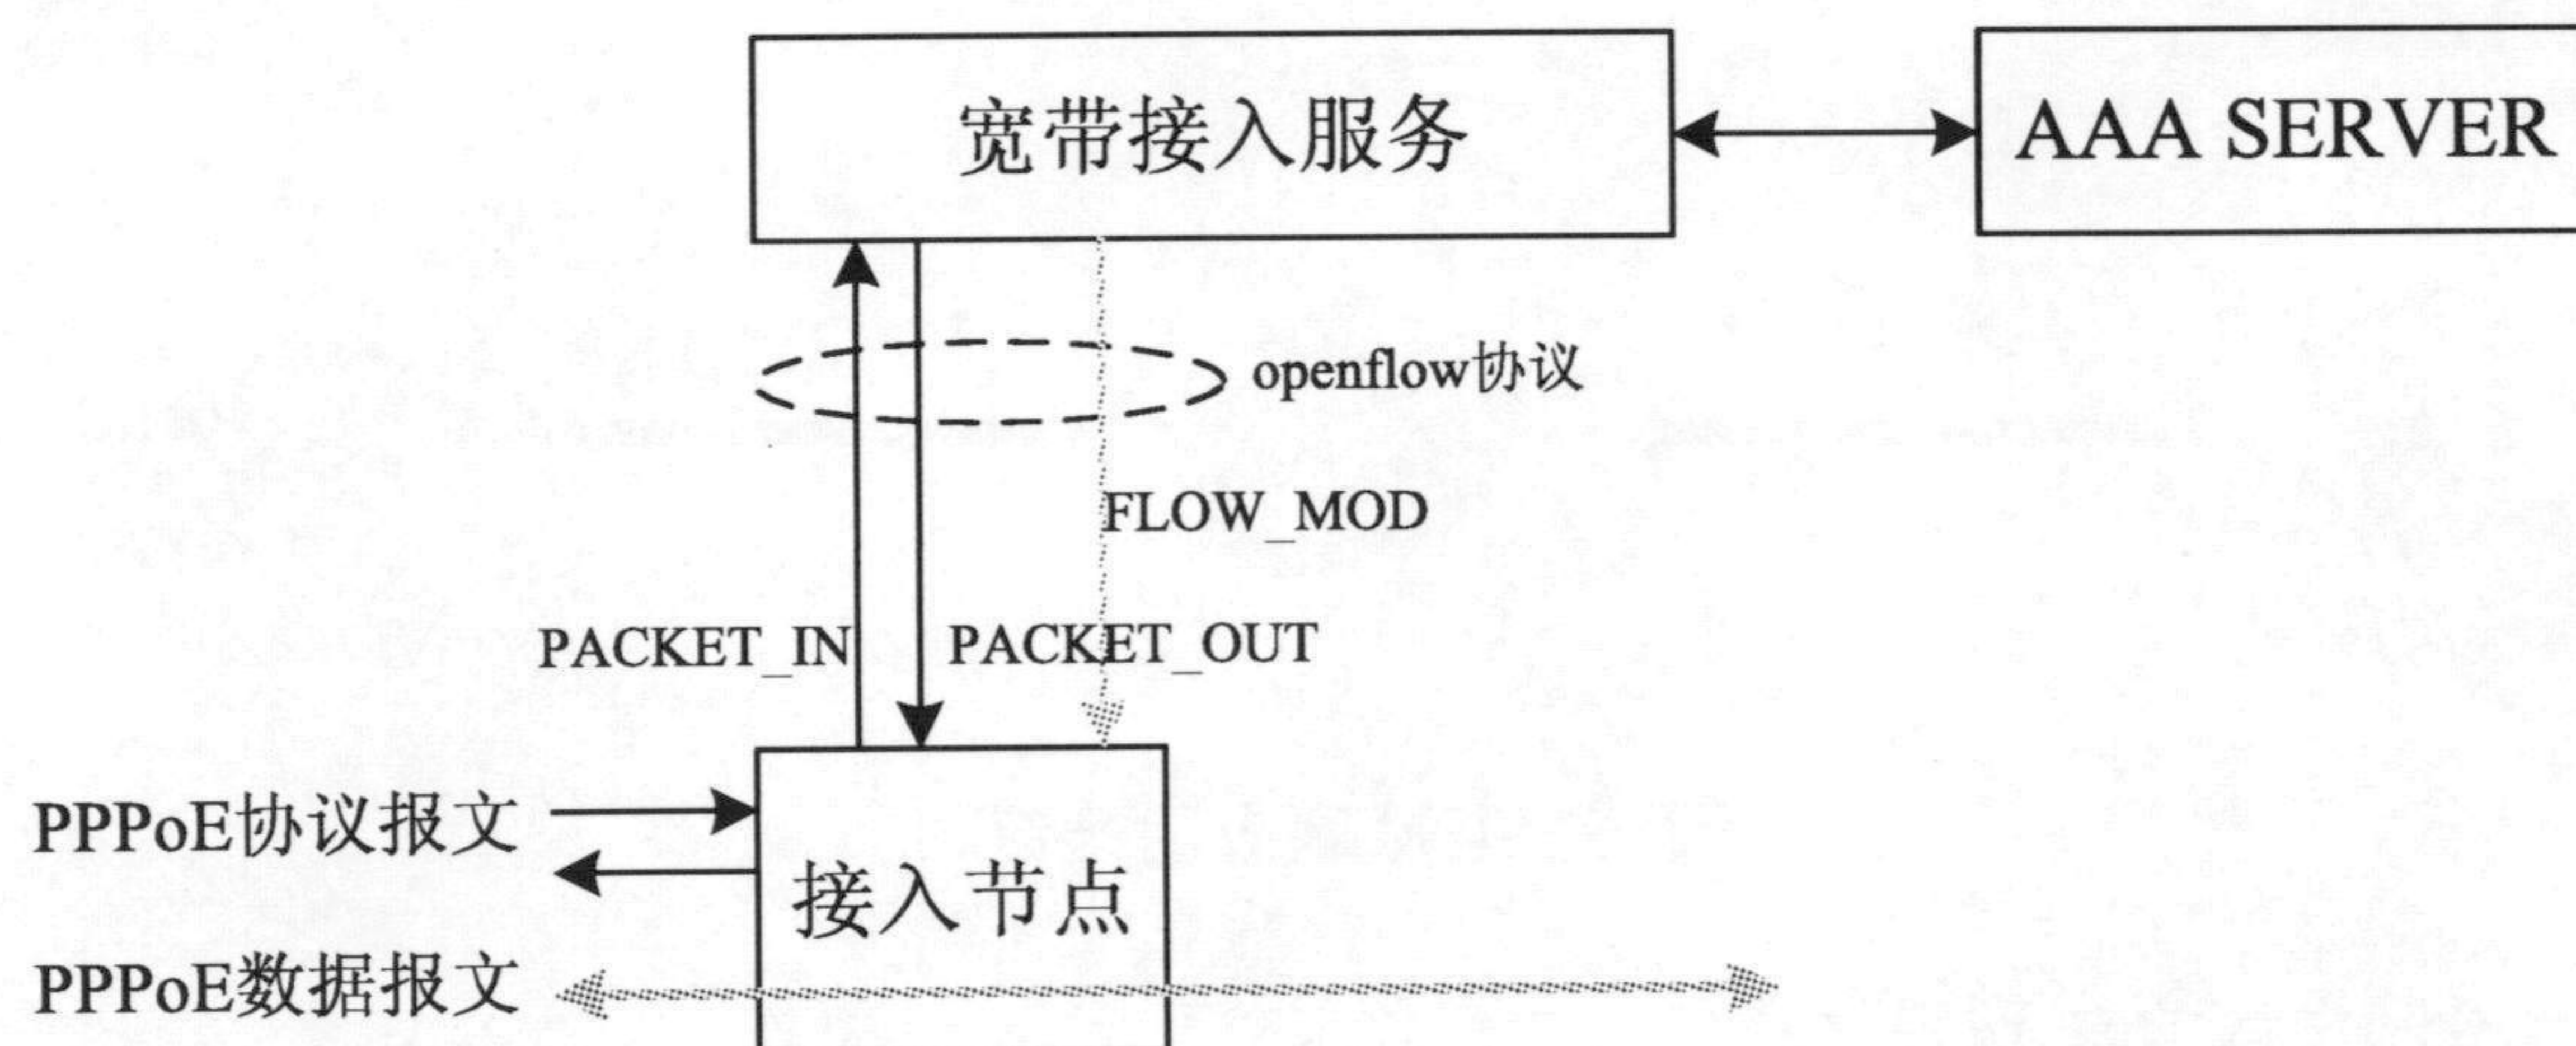 宽带接入服务
AAA SERVER
openflow协议
FLOW_MOD
PACKET_IN
PACKET_OUT
PPPoE协议报文
接入节点
PPPoE数据报文